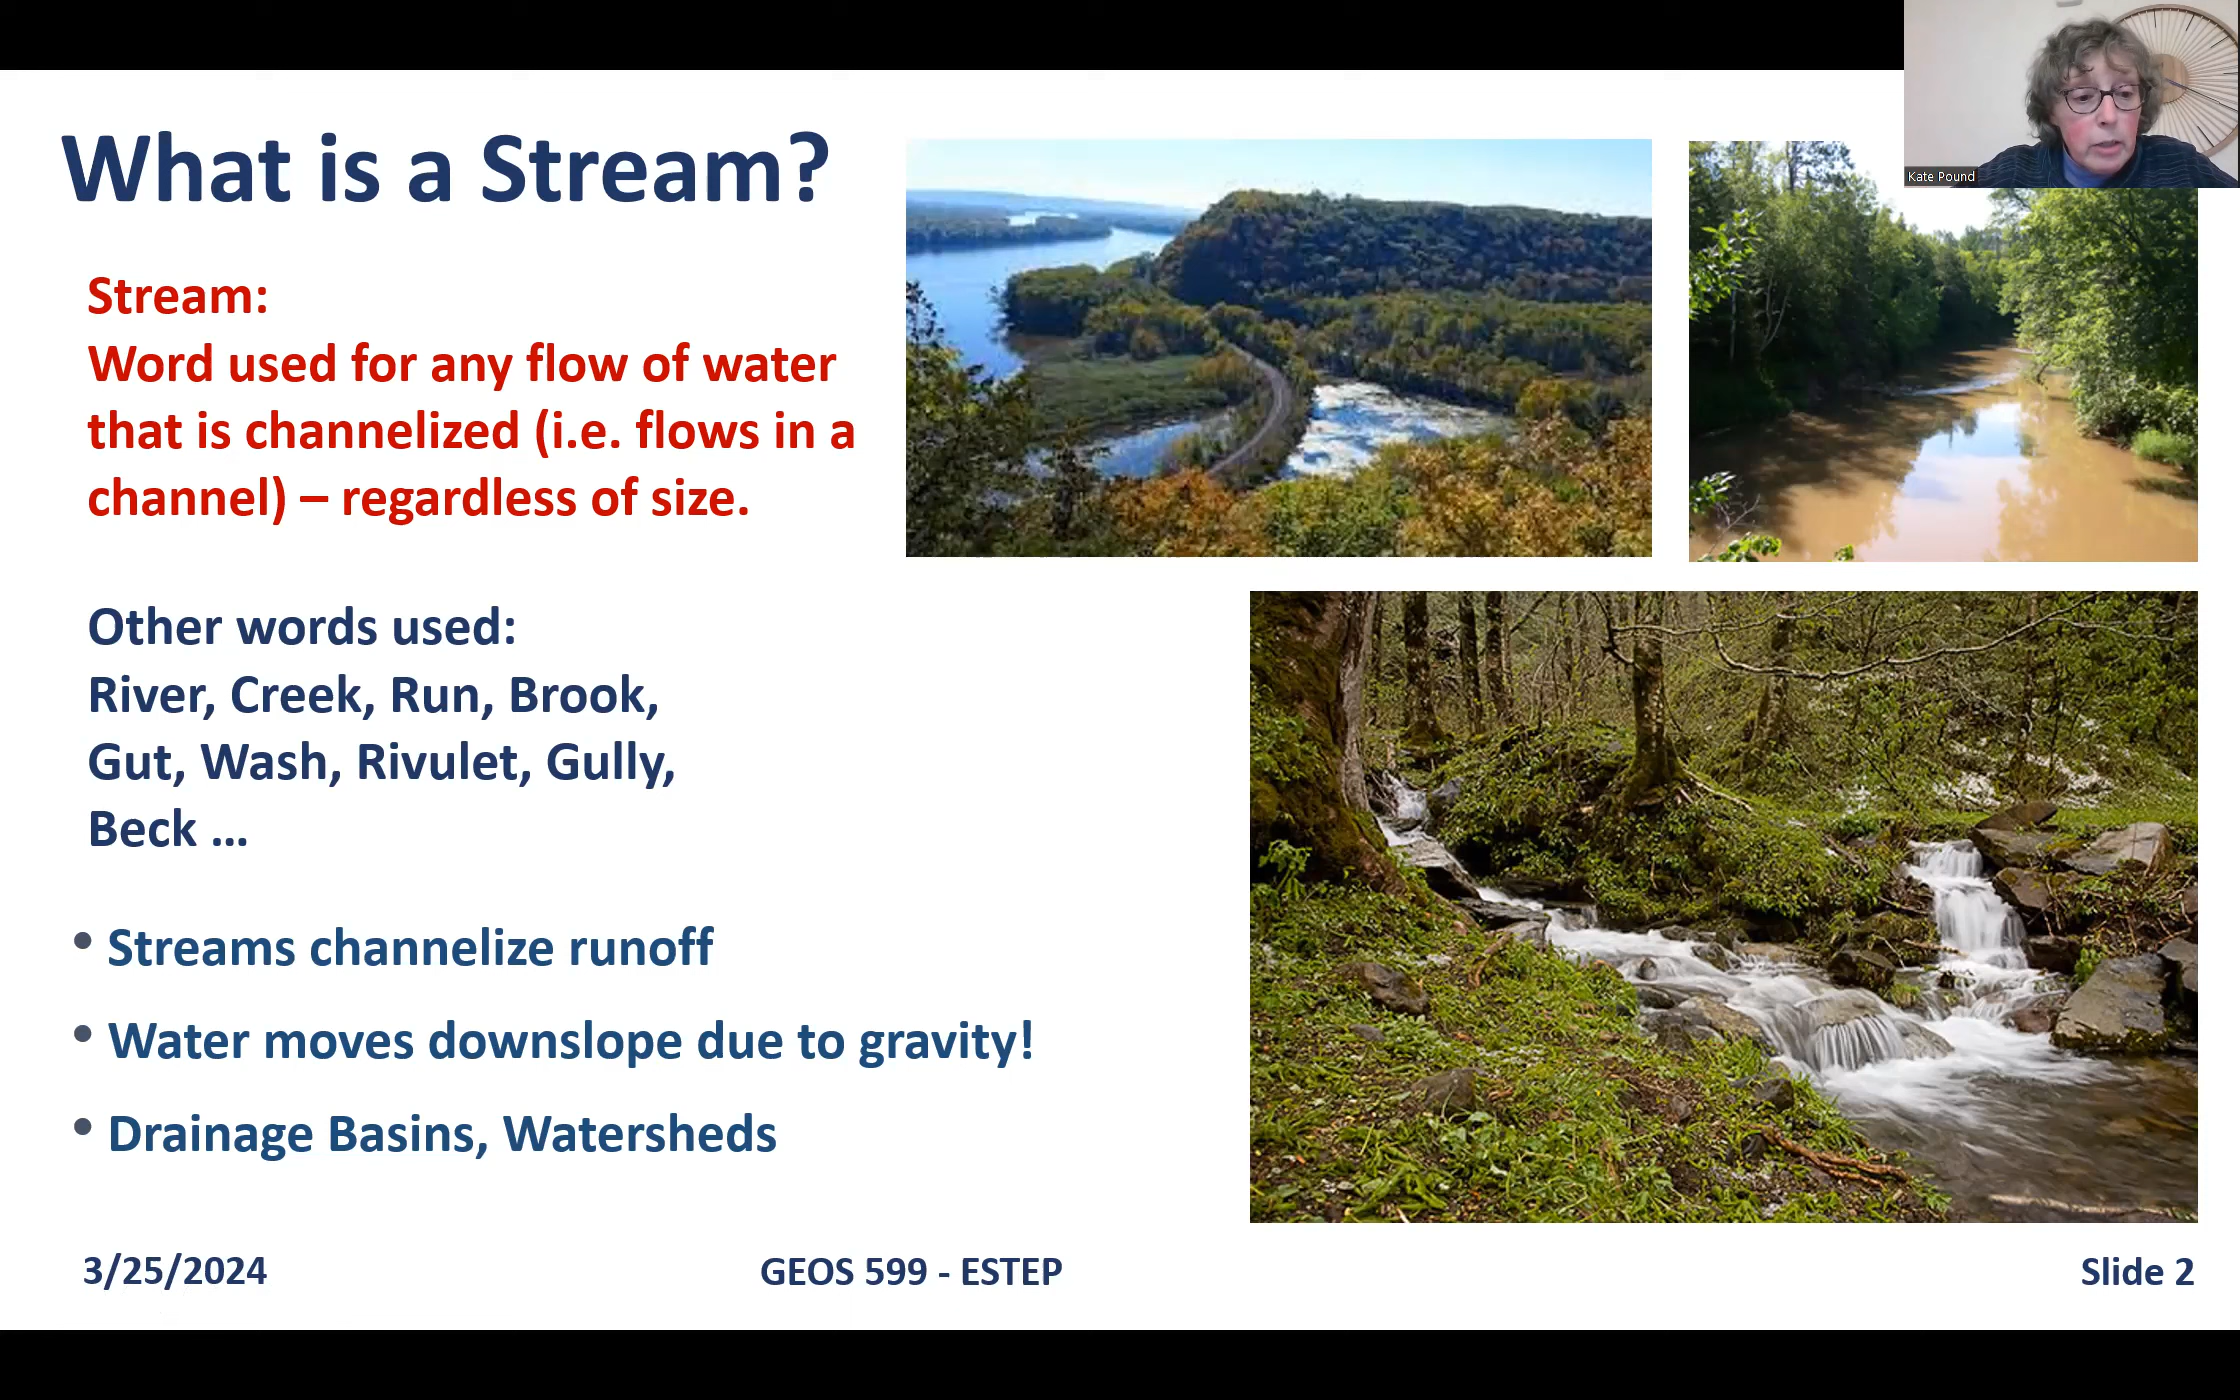 What is a Stream?
Stream:
Word used for any flow of water
that is channelized (i.e. flows in a
channel) – regardless of size.
Other words used:
River, Creek, Run, Brook,
Gut, Wash, Rivulet, Gully,
Beck ...
• Streams channelize runoff
• Water moves downslope due to gravity!
• Drainage Basins, Watersheds
Kate Pound
3/25/2024
GEOS 599 - ESTEP
Slide 2